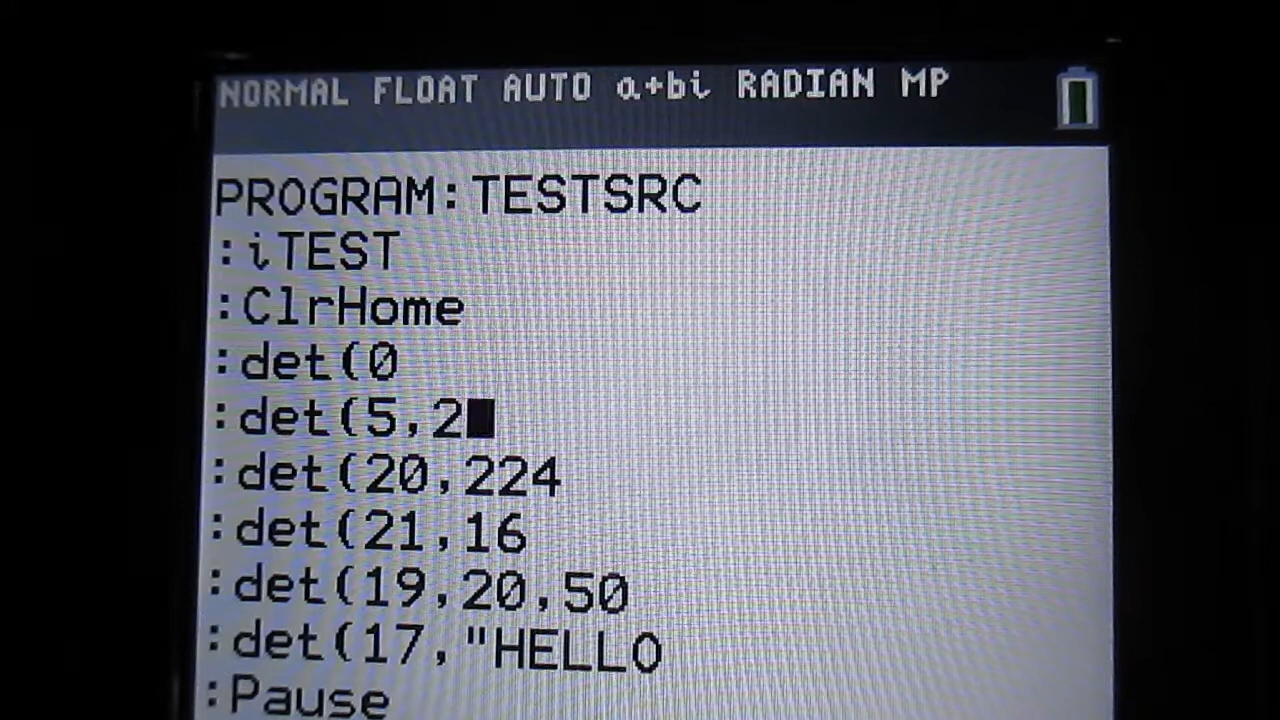 NORMAL FLOAT AUTO a+bi RADIAN MP
PROGRAM:TESTSRC
:iTEST
:ClrHome
:det(0
:det(5,2
:det(20,224
:det(21,16
:det(19,20,50
:det(17,"HELLO
:Pause